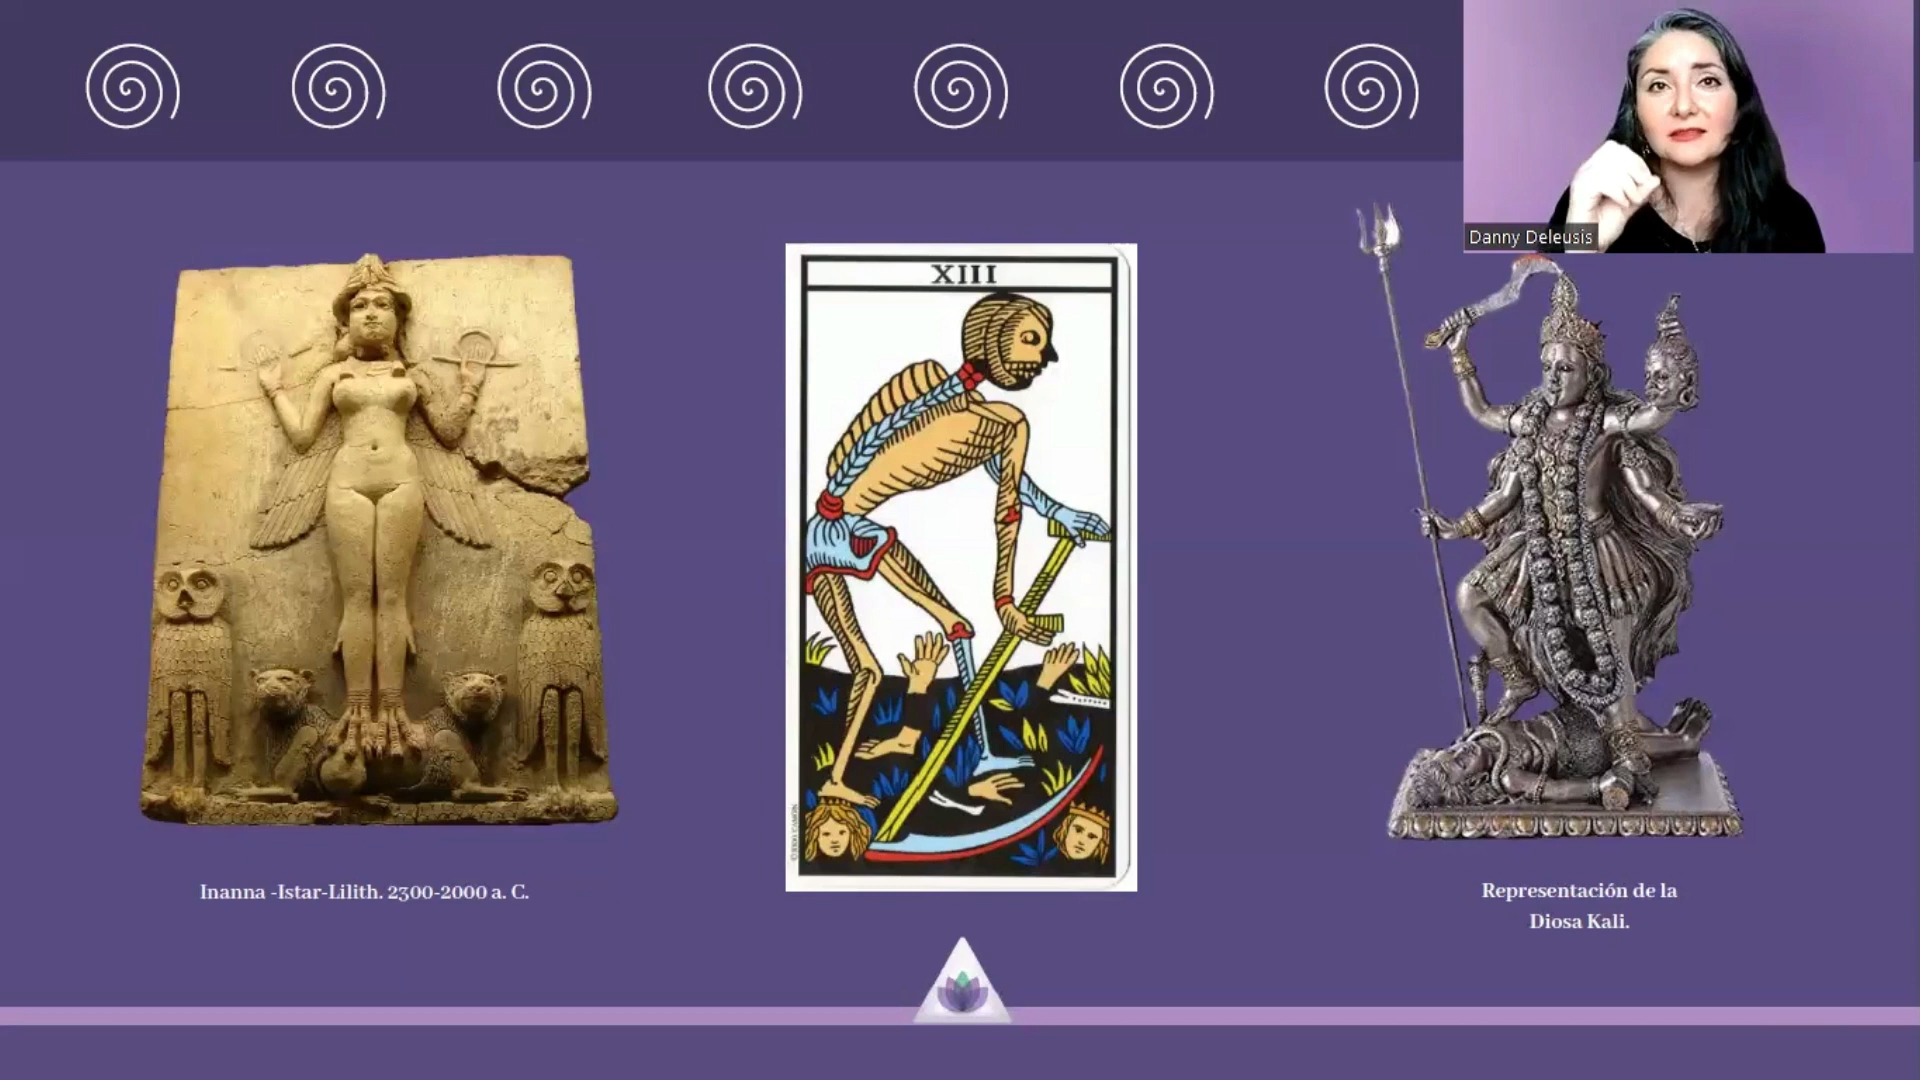 Danny Deleusis
XIII
Inanna -Istar-Lilith. 2300-2000 a. C.
Representación de la
Diosa Kali.